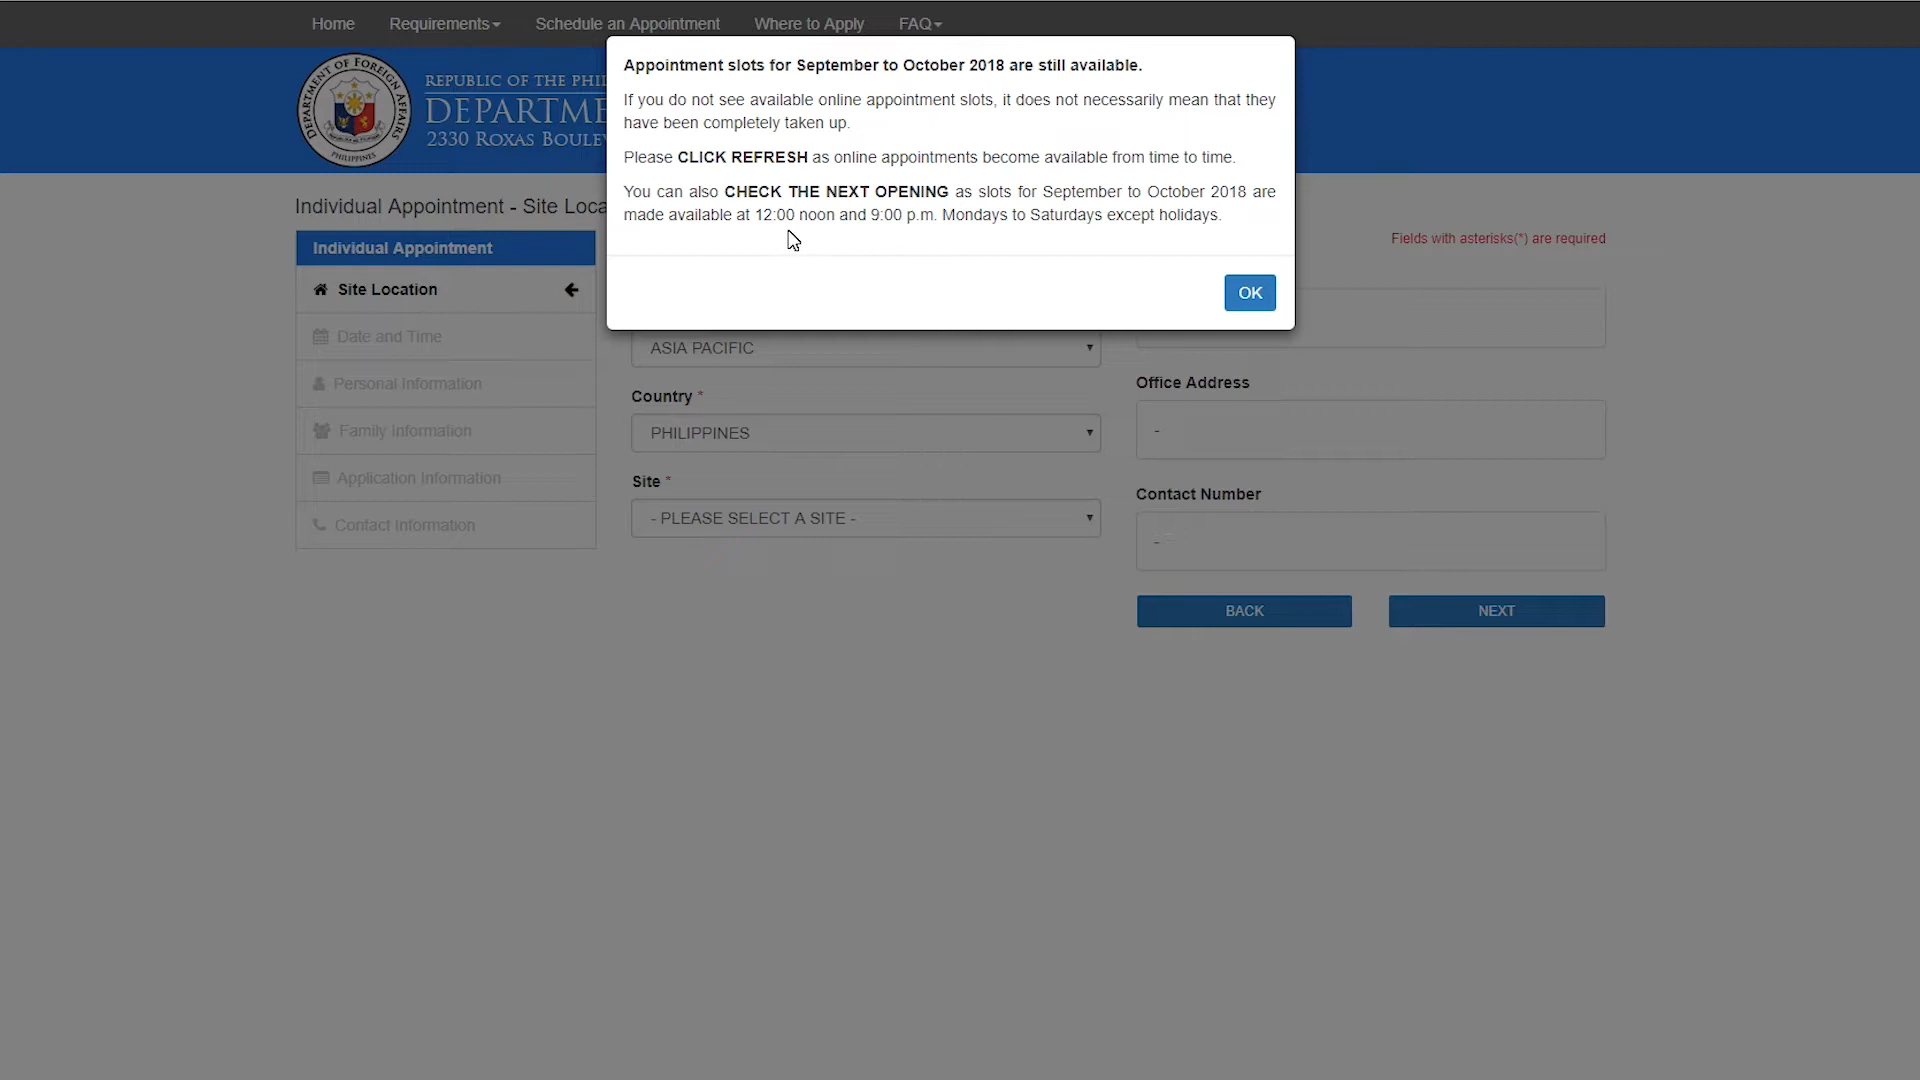 Home Requirements Schedule an Appointment Where to Apply FAQ
Appointment slots for September to October 2018 are still available.
If you do not see available online appointment slots, it does not necessarily mean that they
have been completely taken up.
Please CLICK REFRESH as online appointments become available from time to time.
You can also CHECK THE NEXT OPENING as slots for September to October 2018 are
made available at 12:00 noon and 9:00 p.m. Mondays to Saturdays except holidays.
OK
DEPARTMENT OF FOREIGN AFFAIRS
PHILIPPINES
REPUBLIC OF THE
2330 ROXAS
Individual Appointment - Site
Fields with asterisks(*) are required
Individual Appointment
Site Location
Date and Time
Personal Information
Family Information
Application Information
Contact Information
ASIA PACIFIC
Country *
PHILIPPINES
Site *
- PLEASE SELECT A SITE -
Office Address
-
Contact Number
-
BACK NEXT